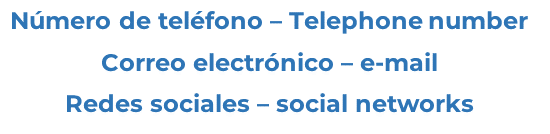 Número de teléfono – Telephone number
Correo electrónico – e-mail
Redes sociales – social networks